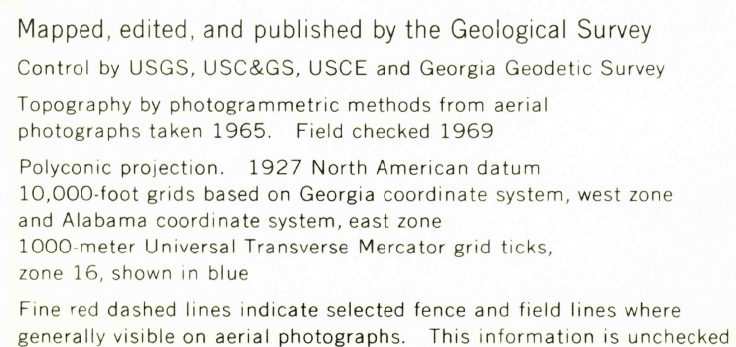 Mapped, edited, and published by the Geological Survey
Control by USGS, USC&GS, USCE and Georgia Geodetic Survey
Topography by photogrammetric methods from aerial
photographs taken 1965. Field checked 1969
Polyconic projection. 1927 North American datum
10,000-foot grids based on Georgia coordinate system, west zone
and Alabama coordinate system, east zone
1000-meter Universal Transverse Mercator grid ticks,
zone 16, shown in blue
Fine red dashed lines indicate selected fence and field lines where
generally visible on aerial photographs. This information is unchecked